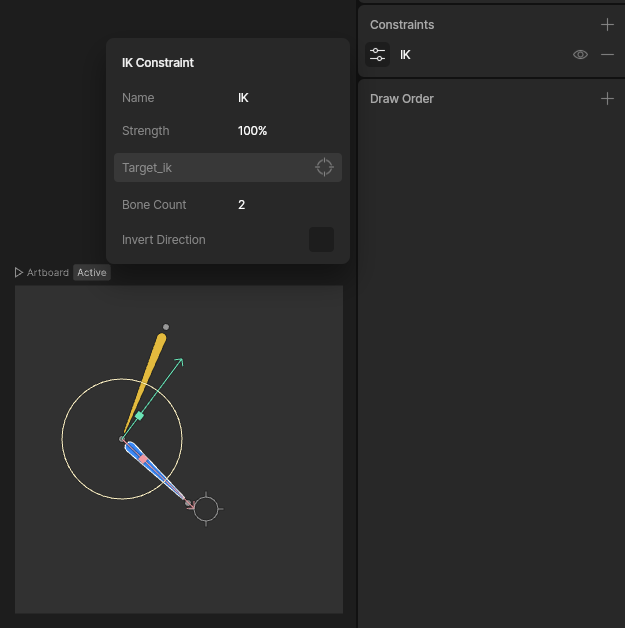 Constraints
IK
Draw Order
IK Constraint
Name IK
Strength 100%
Target_ik
Bone Count 2
Invert Direction
Artboard Active